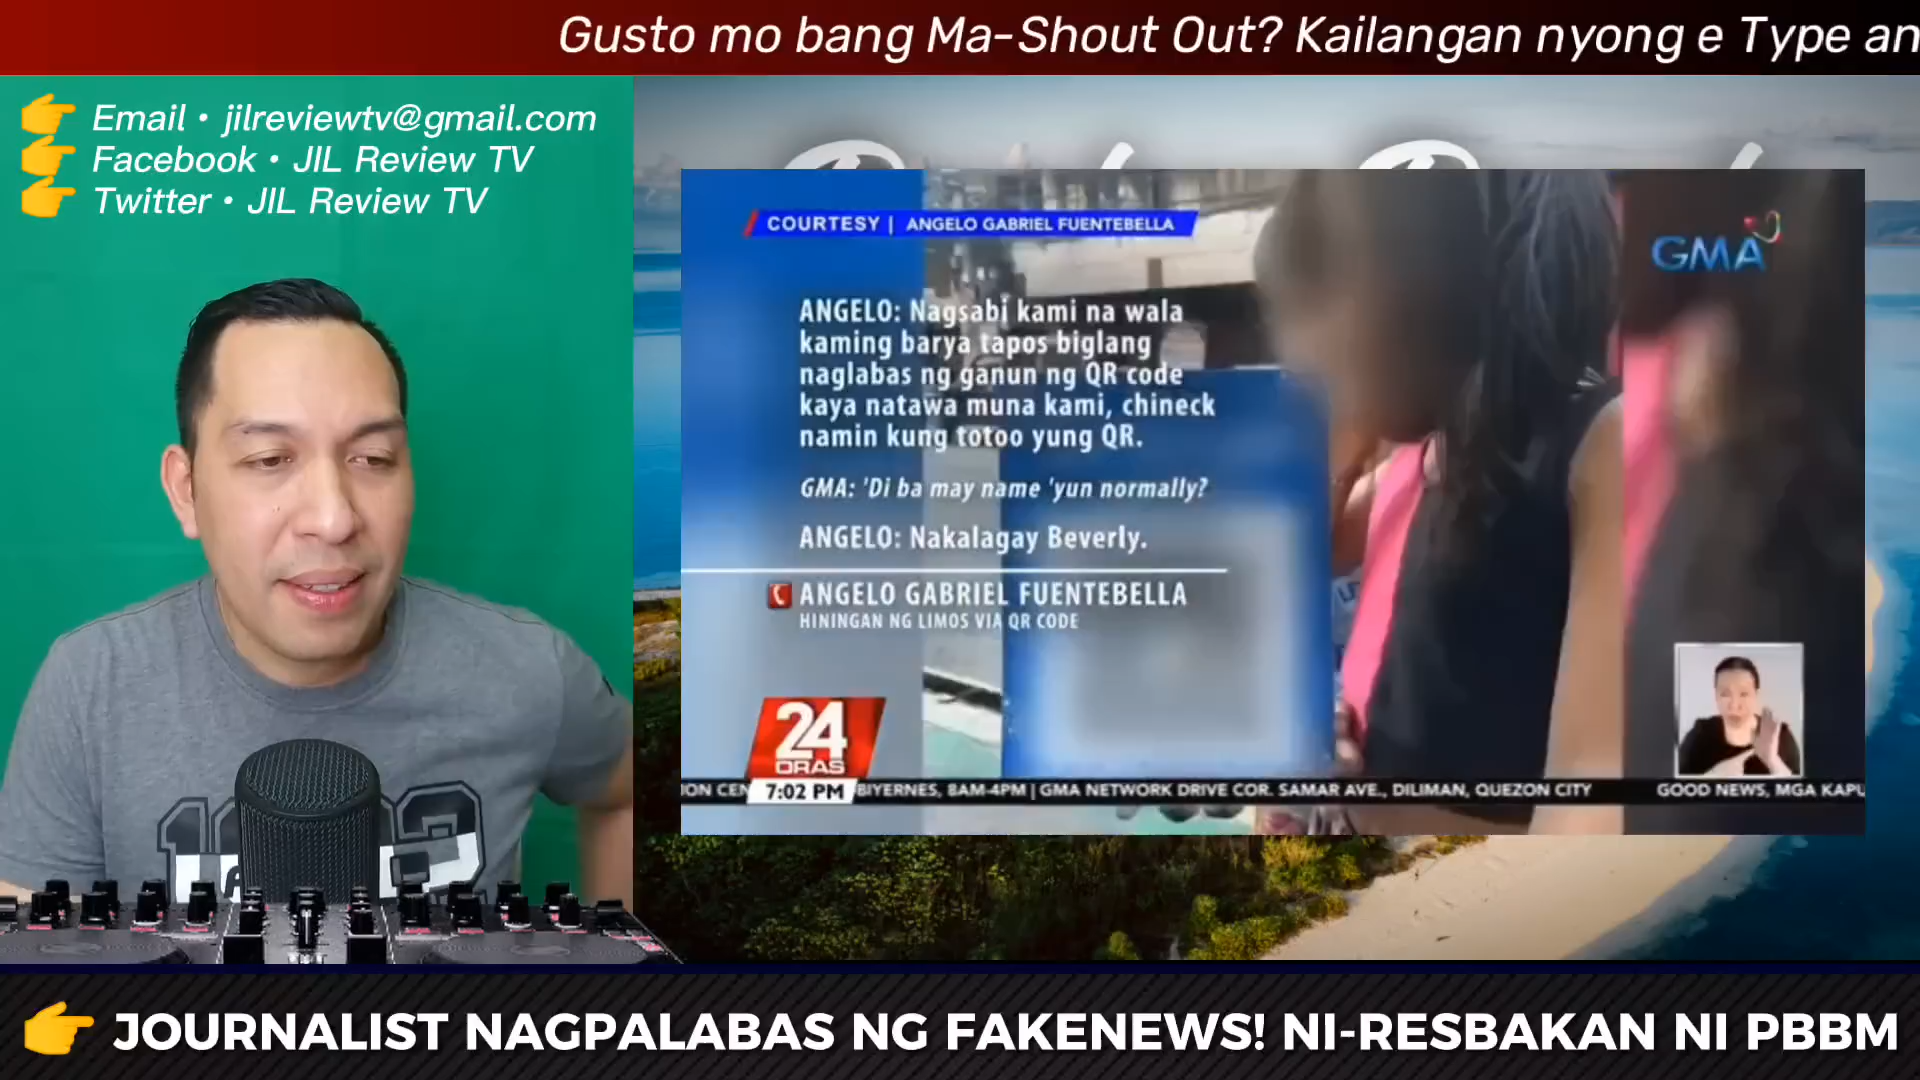 Gusto mo bang Ma-Shout Out? Kailangan nyong e Type an
Email • jilreviewtv@gmail.com
Facebook • JIL Review TV
Twitter • JIL Review TV
COURTESY | ANGELO GABRIEL FUENTEBELLA
GMA
ANGELO: Nagsabi kami na wala
kaming barya tapos biglang
naglabas ng ganun ng QR code
kaya natawa muna kami, chineck
namin kung totoo yung QR.
GMA: 'Di ba may name 'yun normally?
ANGELO: Nakalagay Beverly.
ANGELO GABRIEL FUENTEBELLA
HININGAN NG LIMOS VIA QR CODE
24
ORAS
7:02 PM
BIYERNES, 8AM-4PM | GMA NETWORK DRIVE COR. SAMAR AVE., DILIMAN, QUEZON CITY GOOD NEWS, MGA KAPU
JOURNALIST NAGPALABAS NG FAKENEWS! NI-RESBAKAN NI PBBM